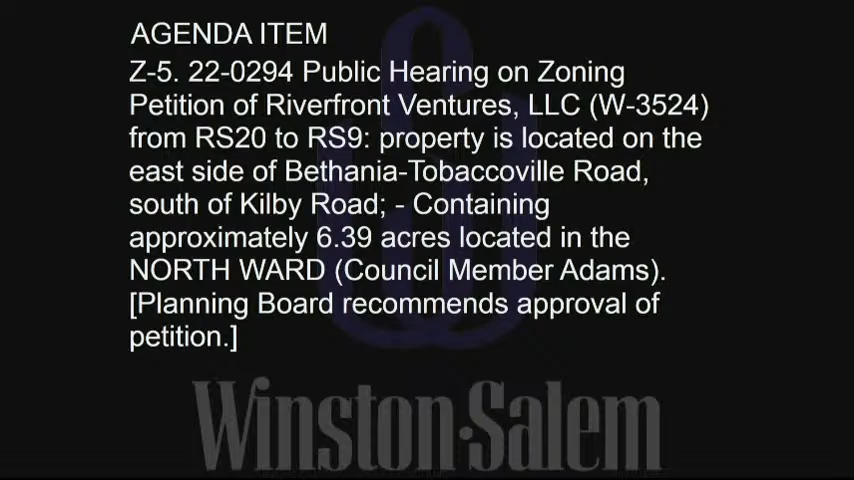 AGENDA ITEM
Z-5. 22-0294 Public Hearing on Zoning
Petition of Riverfront Ventures, LLC (W-3524)
from RS20 to RS9: property is located on the
east side of Bethania-Tobaccoville Road,
south of Kilby Road; - Containing
approximately 6.39 acres located in the
NORTH WARD (Council Member Adams).
[Planning Board recommends approval of
petition.]
Winston·Salem